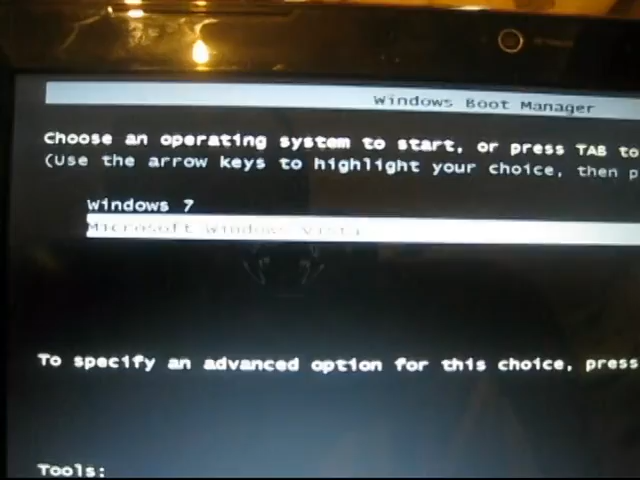 Windows Boot Manager
Choose an operating system to start, or press TAB to
(Use the arrow keys to highlight your choice, then p
Windows 7
Microsoft Windows Vista
To specify an advanced option for this choice, press
Tools: